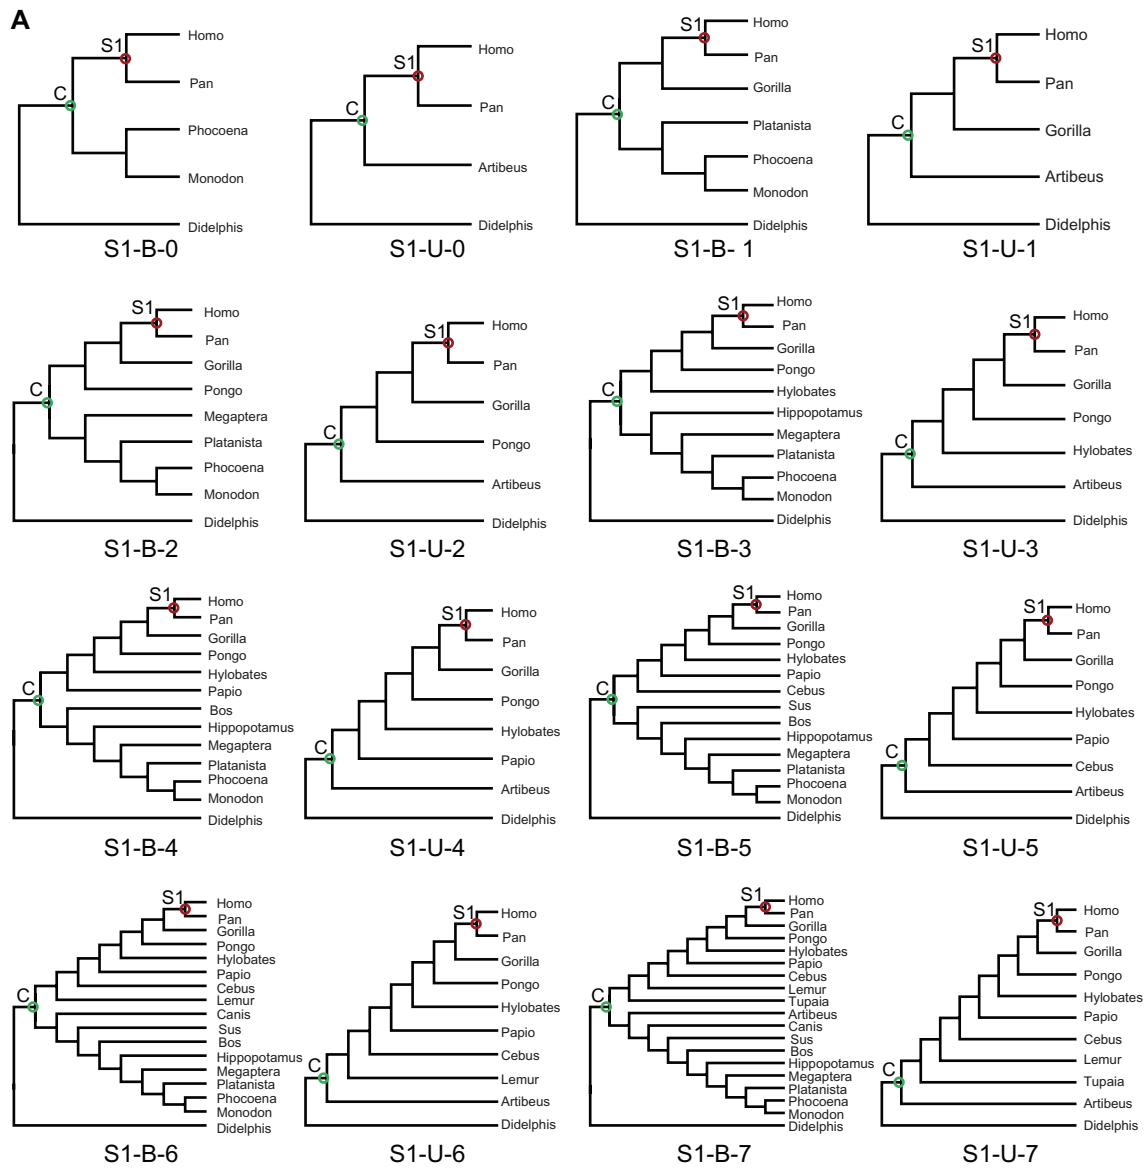 A
S1
Homo
Pan
C
Phocoena
Monodon
Didelphis
S1-B-0
S1
Homo
Pan
C
Artibeus
Didelphis
S1-U-0
S1
Homo
Pan
Gorilla
C
Platanista
Phocoena
Monodon
Didelphis
S1-B- 1
S1
Homo
Pan
Gorilla
C
Artibeus
Didelphis
S1-U-1
S1
Homo
Pan
Gorilla
Pongo
C
Megaptera
Platanista
Phocoena
Monodon
Didelphis
S1-B-2
S1
Homo
Pan
Gorilla
Pongo
C
Artibeus
Didelphis
S1-U-2
S1
Homo
Pan
Gorilla
Pongo
Hylobates
C
Hippopotamus
Megaptera
Platanista
Phocoena
Monodon
Didelphis
S1-B-3
S1
Homo
Pan
Gorilla
Pongo
Hylobates
C
Artibeus
Didelphis
S1-U-3
S1
Homo
Pan
Gorilla
Pongo
Hylobates
Papio
C
Bos
Hippopotamus
Megaptera
Platanista
Phocoena
Monodon
Didelphis
S1-B-4
S1
Homo
Pan
Gorilla
Pongo
Hylobates
C
Papio
Artibeus
Didelphis
S1-U-4
S1
Homo
Pan
Gorilla
Pongo
Hylobates
Papio
Cebus
C
Sus
Bos
Hippopotamus
Megaptera
Platanista
Phocoena
Monodon
Didelphis
S1-B-5
S1
Homo
Pan
Gorilla
Pongo
Hylobates
Papio
C
Cebus
Artibeus
Didelphis
S1-U-5
S1
Homo
Pan
Gorilla
Pongo
Hylobates
Papio
Cebus
Lemur
C
Canis
Sus
Bos
Hippopotamus
Megaptera
Platanista
Phocoena
Monodon
Didelphis
S1-B-6
S1
Homo
Pan
Gorilla
Pongo
Hylobates
Papio
Cebus
C
Lemur
Artibeus
Didelphis
S1-U-6
S1
Homo
Pan
Gorilla
Pongo
Hylobates
Papio
Cebus
Lemur
Tupaia
C
Artibeus
Canis
Sus
Bos
Hippopotamus
Megaptera
Platanista
Phocoena
Monodon
Didelphis
S1-B-7
S1
Homo
Pan
Gorilla
Pongo
Hylobates
Papio
Cebus
Lemur
C
Tupaia
Artibeus
Didelphis
S1-U-7